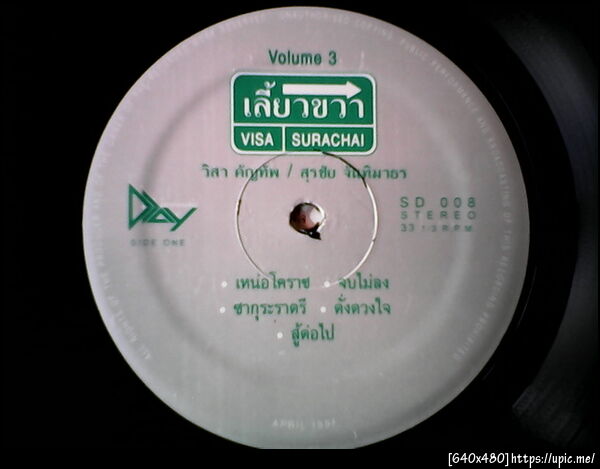 Volume 3
เลี้ยวขวา
VISA SURACHAI
วิสา คัญทัพ / สุรชัย จันทิมาธร
Day
SIDE ONE
SD 008
STEREO
33 1/3 R.P.M.
• เหน่อโคราช • จบไม่ลง
• ซากุระราตรี • ดั่งดวงใจ
• สู้ต่อไป
APRIL 1991
[640x480]https://upic.me/